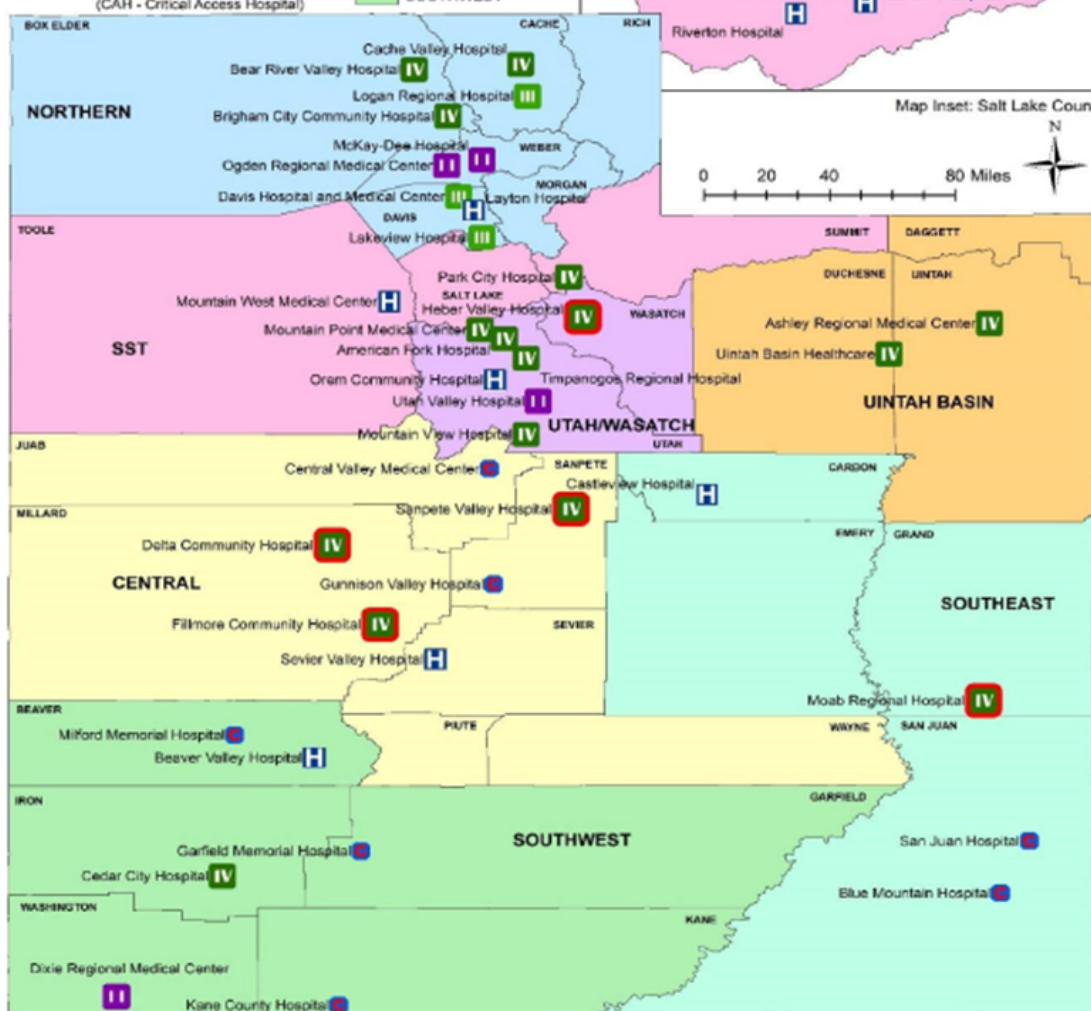 (CAH - Critical Access Hospital)
Riverton Hospital
H
H
Map Inset: Salt Lake Coun
N
0 20 40 80 Miles
BOX ELDER
CACHE
RICH
Cache Valley Hospital IV
Bear River Valley Hospital IV
Logan Regional Hospital III
NORTHERN
Brigham City Community Hospital IV
McKay-Dee Hospital II
WEBER
Ogden Regional Medical Center II
MORGAN
Davis Hospital and Medical Center III
Layton Hospital H
DAVIS
TOOLE
SUMMIT
DAGGETT
Lakeview Hospital III
DUCHESNE
UINTAH
Park City Hospital IV
SALT LAKE
Mountain West Medical Center H
Heber Valley Hospital IV
WASATCH
Mountain Point Medical Center IV
Ashley Regional Medical Center IV
SST
American Fork Hospital IV
IV
Uintah Basin Healthcare IV
Orem Community Hospital H
Timpanogos Regional Hospital
Utah Valley Hospital II
UINTAH BASIN
UTAH/WASATCH
Mountain View Hospital IV
UTAH
JUAB
Central Valley Medical Center C
SANPETE
CARBON
Castleview Hospital H
MILLARD
Sanpete Valley Hospital IV
EMERY
GRAND
Delta Community Hospital IV
CENTRAL
Gunnison Valley Hospital C
SOUTHEAST
Fillmore Community Hospital IV
SEVIER
Sevier Valley Hospital H
Moab Regional Hospital IV
BEAVER
PIUTE
WAYNE
SAN JUAN
Milford Memorial Hospital C
Beaver Valley Hospital H
IRON
GARFIELD
SOUTHWEST
San Juan Hospital C
Garfield Memorial Hospital C
Cedar City Hospital IV
Blue Mountain Hospital C
WASHINGTON
KANE
Dixie Regional Medical Center
II
Kane County Hospital C